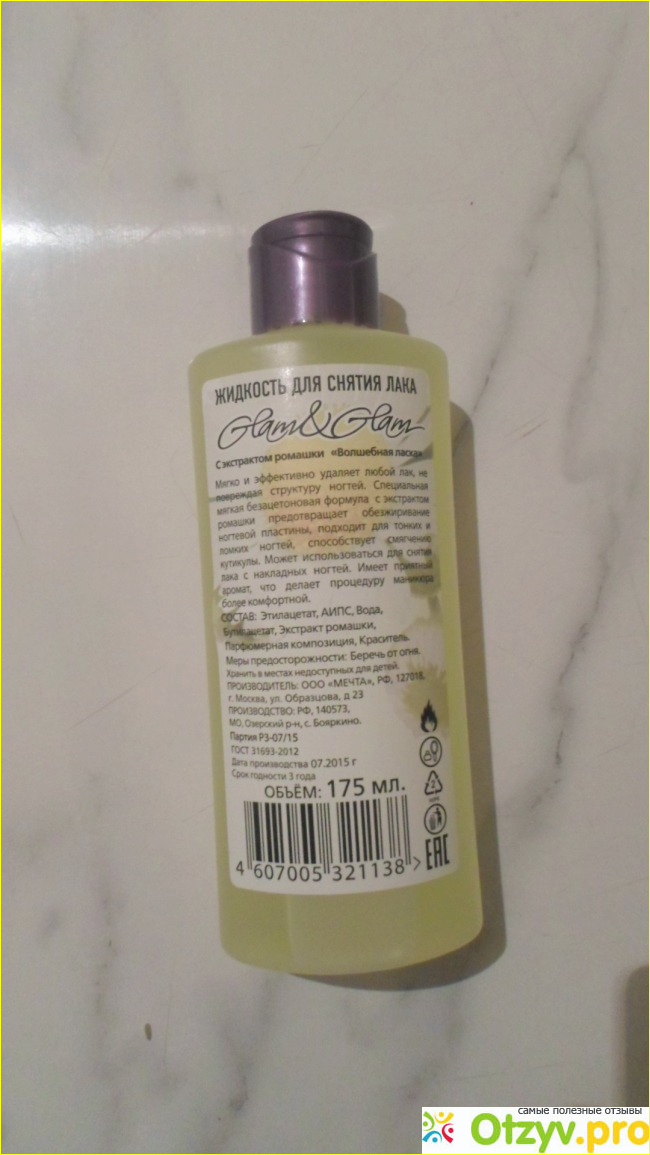 ЖИДКОСТЬ ДЛЯ СНЯТИЯ ЛАКА
Glam&Glam
С экстрактом ромашки «Волшебная ласка»
Мягко и эффективно удаляет любой лак, не
повреждая структуру ногтей. Специальная
мягкая безацетоновая формула с экстрактом
ромашки предотвращает обезжиривание
ногтевой пластины, подходит для тонких и
ломких ногтей, способствует смягчению
кутикулы. Может использоваться для снятия
лака с накладных ногтей. Имеет приятный
аромат, что делает процедуру маникюра
более комфортной.
СОСТАВ: Этилацетат, АИПС, Вода,
Бутилацетат, Экстракт ромашки,
Парфюмерная композиция, Краситель.
Меры предосторожности: Беречь от огня.
Хранить в местах недоступных для детей.
ПРОИЗВОДИТЕЛЬ: ООО «МЕЧТА», РФ, 127018,
г. Москва, ул. Образцова, д 23
ПРОИЗВОДСТВО: РФ, 140573,
МО, Озерский р-н, с. Бояркино.
Партия Р3-07/15
ГОСТ 31693-2012
Дата производства 07.2015 г
Срок годности 3 года
ОБЪЁМ: 175 мл.
4 607005 321138 >
2
EAC
самые полезные отзывы
Otzyv.pro